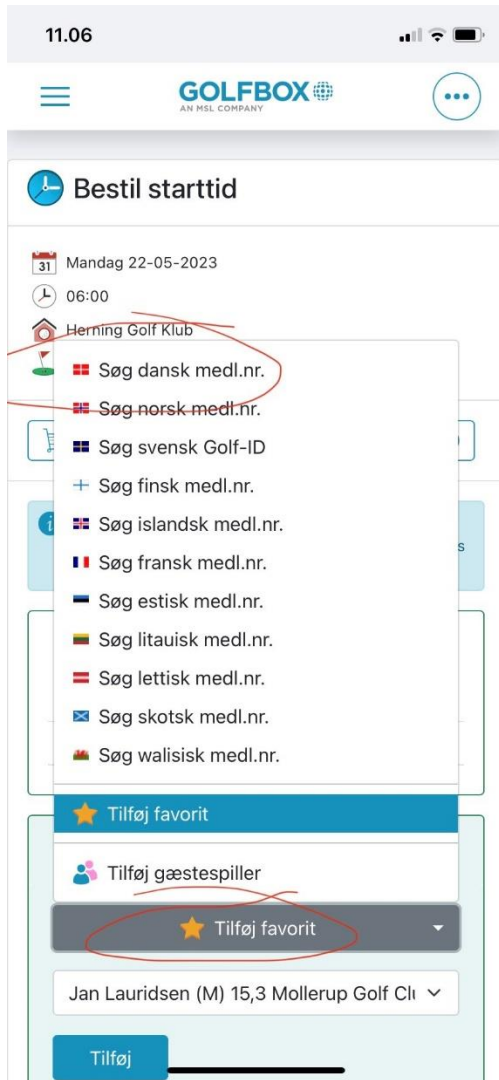 11.06
GOLFBOX
AN MSL COMPANY
Bestil starttid
31 Mandag 22-05-2023
06:00
Herning Golf Klub
Søg dansk medl.nr.
Søg norsk medl.nr.
Søg svensk Golf-ID
Søg finsk medl.nr.
Søg islandsk medl.nr.
s
Søg fransk medl.nr.
Søg estisk medl.nr.
Søg litauisk medl.nr.
Søg lettisk medl.nr.
Søg skotsk medl.nr.
Søg walisisk medl.nr.
Tilføj favorit
Tilføj gæstespiller
Tilføj favorit
Jan Lauridsen (M) 15,3 Mollerup Golf Clu
Tilføj